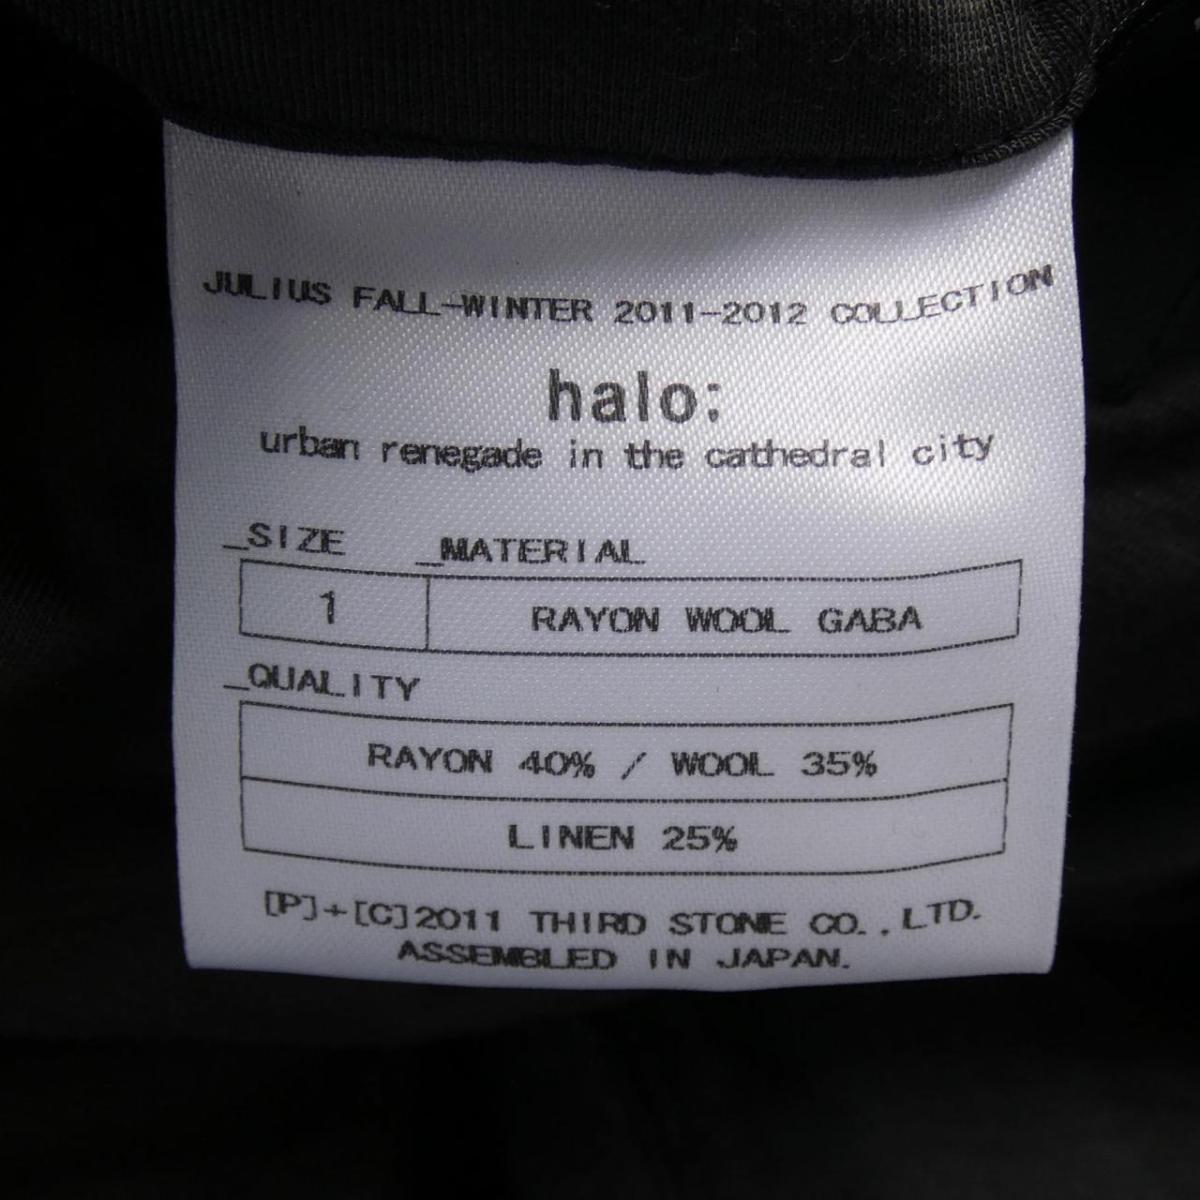 JULIUS FALL-WINTER 2011-2012 COLLECTION
halo:
urban renegade in the cathedral city
_SIZE _MATERIAL
1 RAYON WOOL GABA
_QUALITY
RAYON 40% / WOOL 35%
LINEN 25%
[P]+[C]2011 THIRD STONE CO.,LTD.
ASSEMBLED IN JAPAN.